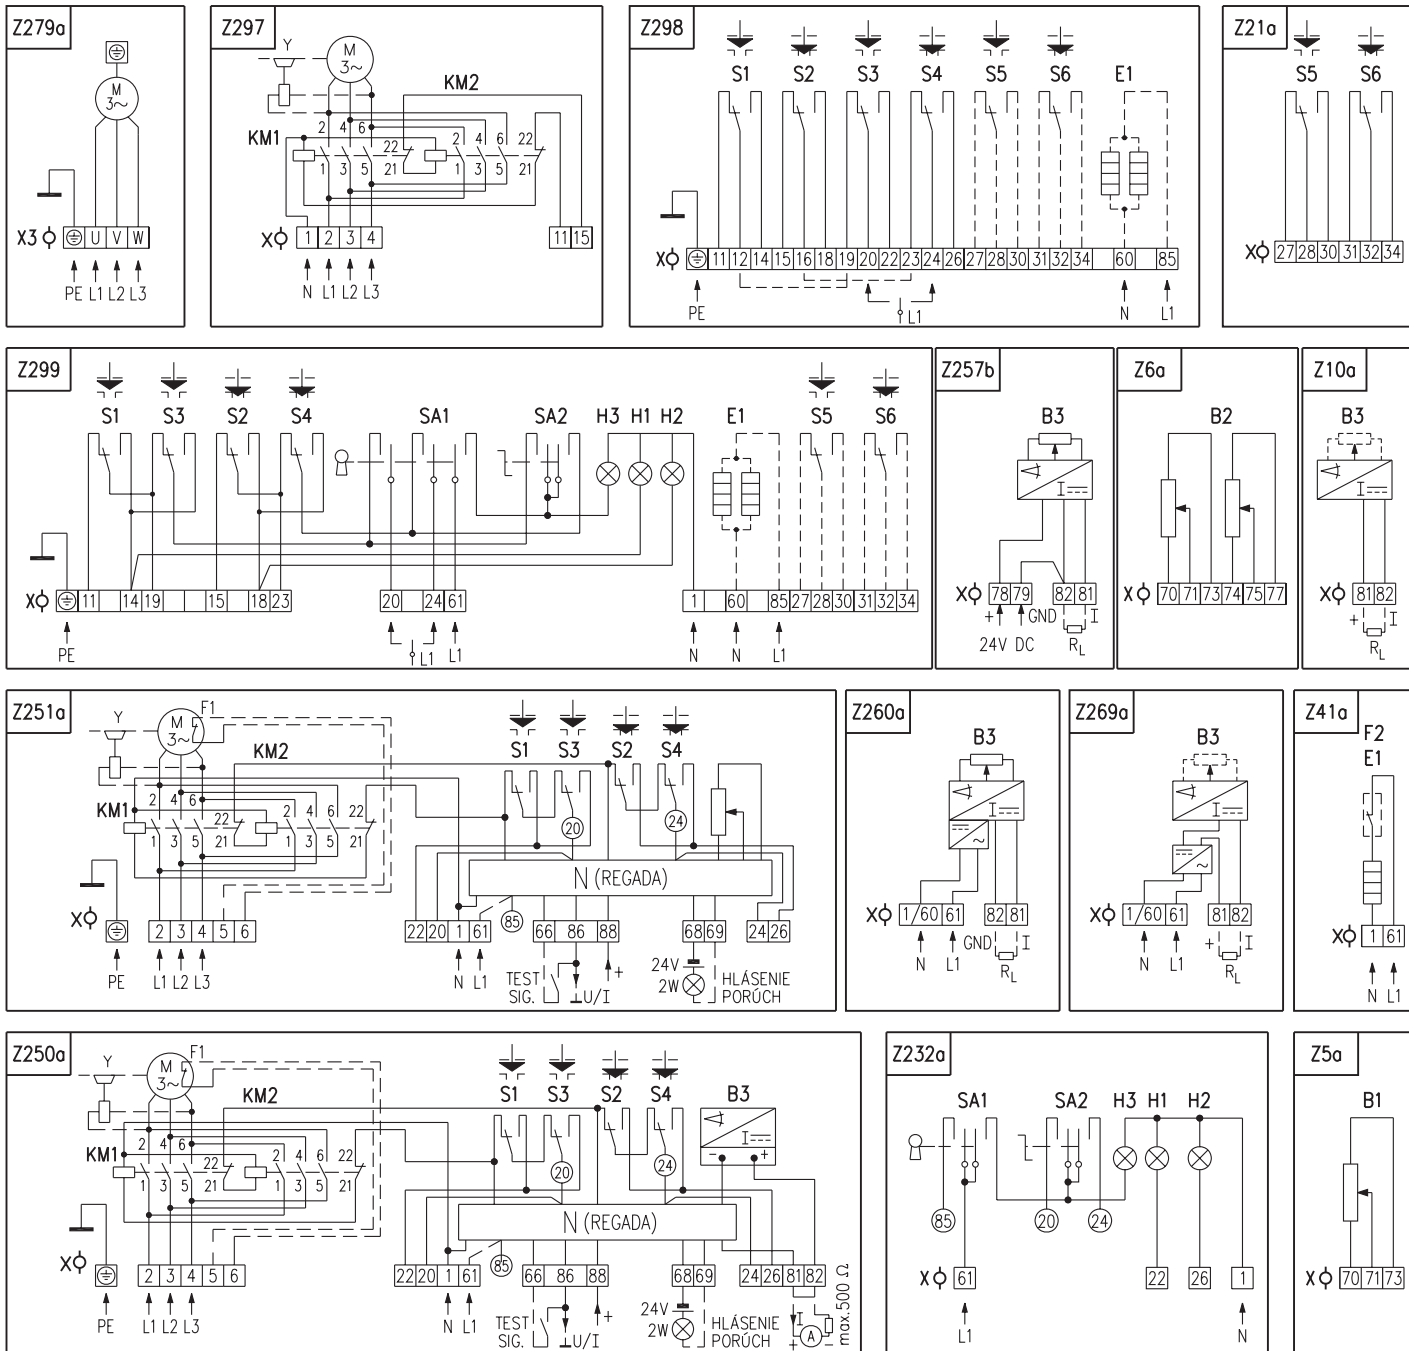 Z279a
M
3~
X3
U V W
PE L1 L2 L3
Z297
Y
M
3~
KM2
2 4 6
KM1
22
2 4 6 22
1 3 5
21
1 3 5 21
X
1 2 3 4
11 15
N L1 L2 L3
Z298
S1 S2 S3 S4 S5 S6 E1
X
11 12 14 15 16 18 19 20 22 23 24 26 27 28 30 31 32 34 60 85
PE
L1
N L1
Z21a
S5 S6
X
27 28 30 31 32 34
Z299
S1 S3 S2 S4 SA1 SA2 H3 H1 H2 E1 S5 S6
X
11 14 19 15 18 23 20 24 61 1 60 85 27 28 30 31 32 34
PE
L1 L1
N N L1
Z257b
B3
I
X
78 79 82 81
+ GND I
24V DC
RL
Z6a
B2
X
70 71 73 74 75 77
Z10a
B3
I
X
81 82
+ I
RL
Z251a
Y
M
3~
F1
KM2
S1 S3 S2 S4
KM1
2 4 6 22
2 4 6 22
1 3 5 21
1 3 5 21
20
24
N (REGADA)
85
X
2 3 4 5 6
22 20 1 61 66 86 88 68 69 24 26
PE L1 L2 L3
N L1
TEST
SIG.
U/I
+
24V
2W
HLÁSENIE
PORÚCH
Z260a
B3
I
~
X
1/60 61 82 81
N L1
GND I
RL
Z269a
B3
I
~
X
1/60 61 81 82
N L1
+ I
RL
Z41a
F2
E1
X
1 61
N L1
Z250a
Y
M
3~
F1
KM2
S1 S3 S2 S4 B3
I
- +
KM1
2 4 6 22
2 4 6 22
1 3 5 21
1 3 5 21
20
24
N (REGADA)
85
X
2 3 4 5 6
22 20 1 61 66 86 88 68 69 24 26 81 82
PE L1 L2 L3
N L1
TEST
SIG.
U/I
+
24V
2W
HLÁSENIE
PORÚCH
I
+ A -
max.500 Ω
Z232a
SA1 SA2 H3 H1 H2
85 20 24
X
61 22 26 1
L1 N
Z5a
B1
X
70 71 73